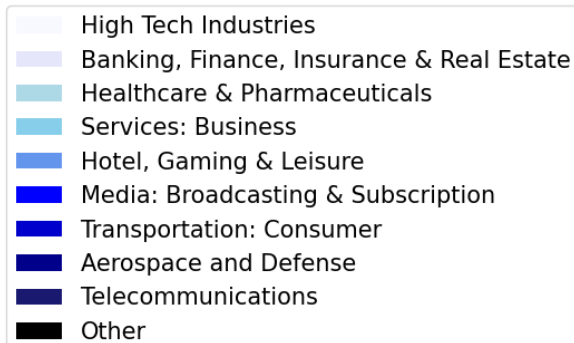 High Tech Industries
Banking, Finance, Insurance & Real Estate
Healthcare & Pharmaceuticals
Services: Business
Hotel, Gaming & Leisure
Media: Broadcasting & Subscription
Transportation: Consumer
Aerospace and Defense
Telecommunications
Other